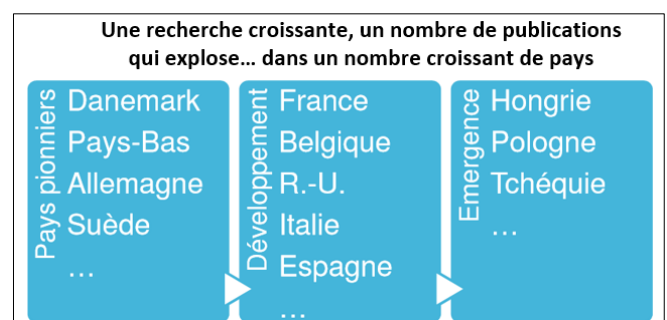 Une recherche croissante, un nombre de publications
qui explose… dans un nombre croissant de pays
Pays pionniers
Danemark
Pays-Bas
Allemagne
Suède
…
Développement
France
Belgique
R.-U.
Italie
Espagne
…
Emergence
Hongrie
Pologne
Tchéquie
…